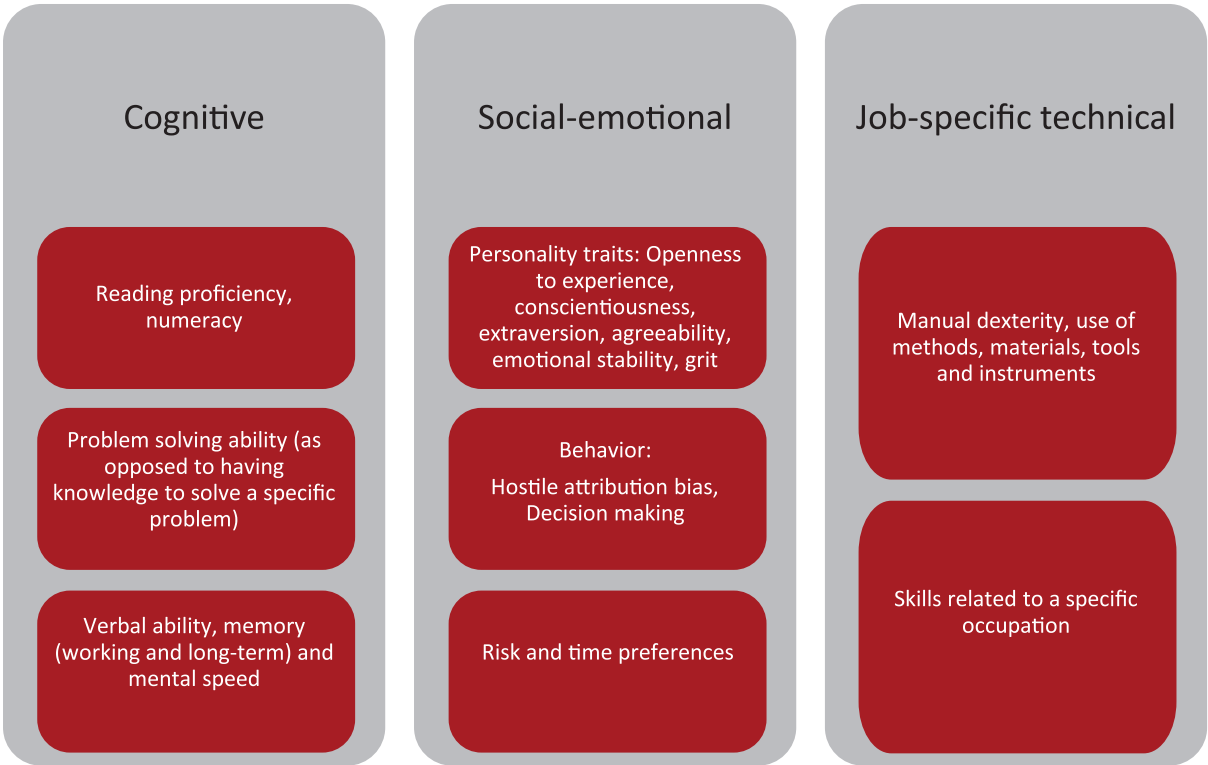 Cognitive
Reading proficiency,
numeracy
Problem solving ability (as
opposed to having
knowledge to solve a specific
problem)
Verbal ability, memory
(working and long-term) and
mental speed
Social-emotional
Personality traits: Openness
to experience,
conscientiousness,
extraversion, agreeability,
emotional stability, grit
Behavior:
Hostile attribution bias,
Decision making
Risk and time preferences
Job-specific technical
Manual dexterity, use of
methods, materials, tools
and instruments
Skills related to a specific
occupation